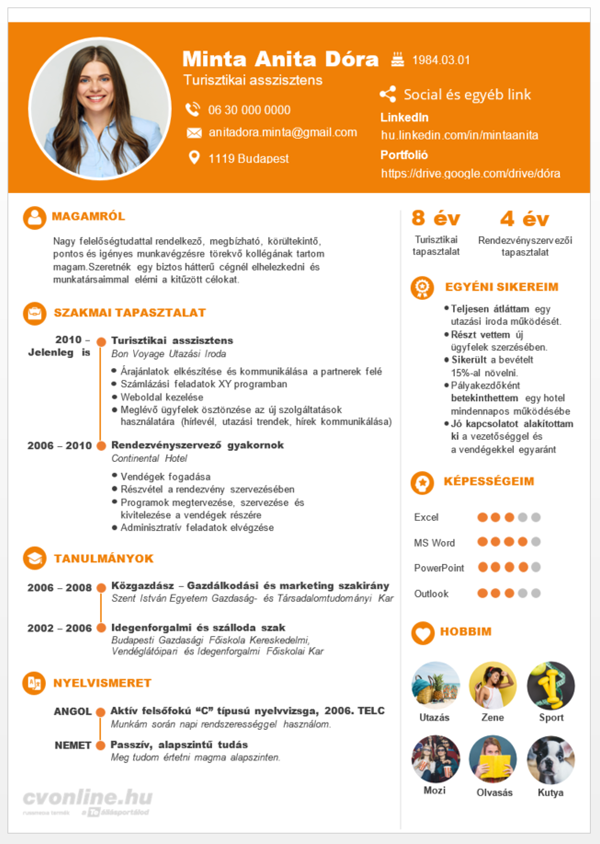 Minta Anita Dóra
1984.03.01
Turisztikai asszisztens
06 30 000 0000
anitadora.minta@gmail.com
1119 Budapest
Social és egyéb link
LinkedIn
hu.linkedin.com/in/mintaanita
Portfolió
https://drive.google.com/drive/dóra
MAGAMRÓL
Nagy felelőségtudattal rendelkező, megbízható, körültekintő,
pontos és igényes munkavégzésre törekvő kollégának tartom
magam.Szeretnék egy biztos hátterű cégnél elhelezkedni és
munkatársaimmal elérni a kitűzött célokat.
SZAKMAI TAPASZTALAT
2010 –
Jelenleg is
Turisztikai asszisztens
Bon Voyage Utazási Iroda
• Árajánlatok elkészítése és kommunikálása a partnerek felé
• Számlázási feladatok XY programban
• Weboldal kezelése
• Meglévő ügyfelek ösztönzése az új szolgáltatások
használatára (hírlevél, utazási trendek, hírek kommunikálása)
2006 – 2010
Rendezvényszervező gyakornok
Continental Hotel
• Vendégek fogadása
• Részvétel a rendezvény szervezésében
• Programok megtervezése, szervezése és
kivitelezése a vendégek részére
• Adminisztratív feladatok elvégzése
TANULMÁNYOK
2006 – 2008
Közgazdász – Gazdálkodási és marketing szakirány
Szent István Egyetem Gazdaság- és Társadalomtudományi Kar
2002 – 2006
Idegenforgalmi és szálloda szak
Budapesti Gazdasági Főiskola Kereskedelmi,
Vendéglátóipari és Idegenforgalmi Főiskolai Kar
NYELVISMERET
ANGOL
Aktív felsőfokú “C” típusú nyelvvizsga, 2006. TELC
Munkám során napi rendszerességgel használom.
NEMET
Passzív, alapszintű tudás
Meg tudom értetni magma alapszinten.
cvonline.hu
a
8 év
Turisztikai
tapasztalat
4 év
Rendezvényszervezői
tapasztalat
EGYÉNI SIKEREIM
• Teljesen átláttam egy
utazási iroda működését.
• Részt vettem új
ügyfelek szerzésében.
• Sikerült a bevételt
15%-al növelni.
• Pályakezdőként
betekinthettem egy hotel
mindennapos működésébe
• Jó kapcsolatot alakítottam
ki a vezetőséggel és
a vendégekkel egyaránt
KÉPESSÉGEIM
Excel
MS Word
PowerPoint
Outlook
HOBBIM
Utazás
Zene
Sport
Mozi
Olvasás
Kutya